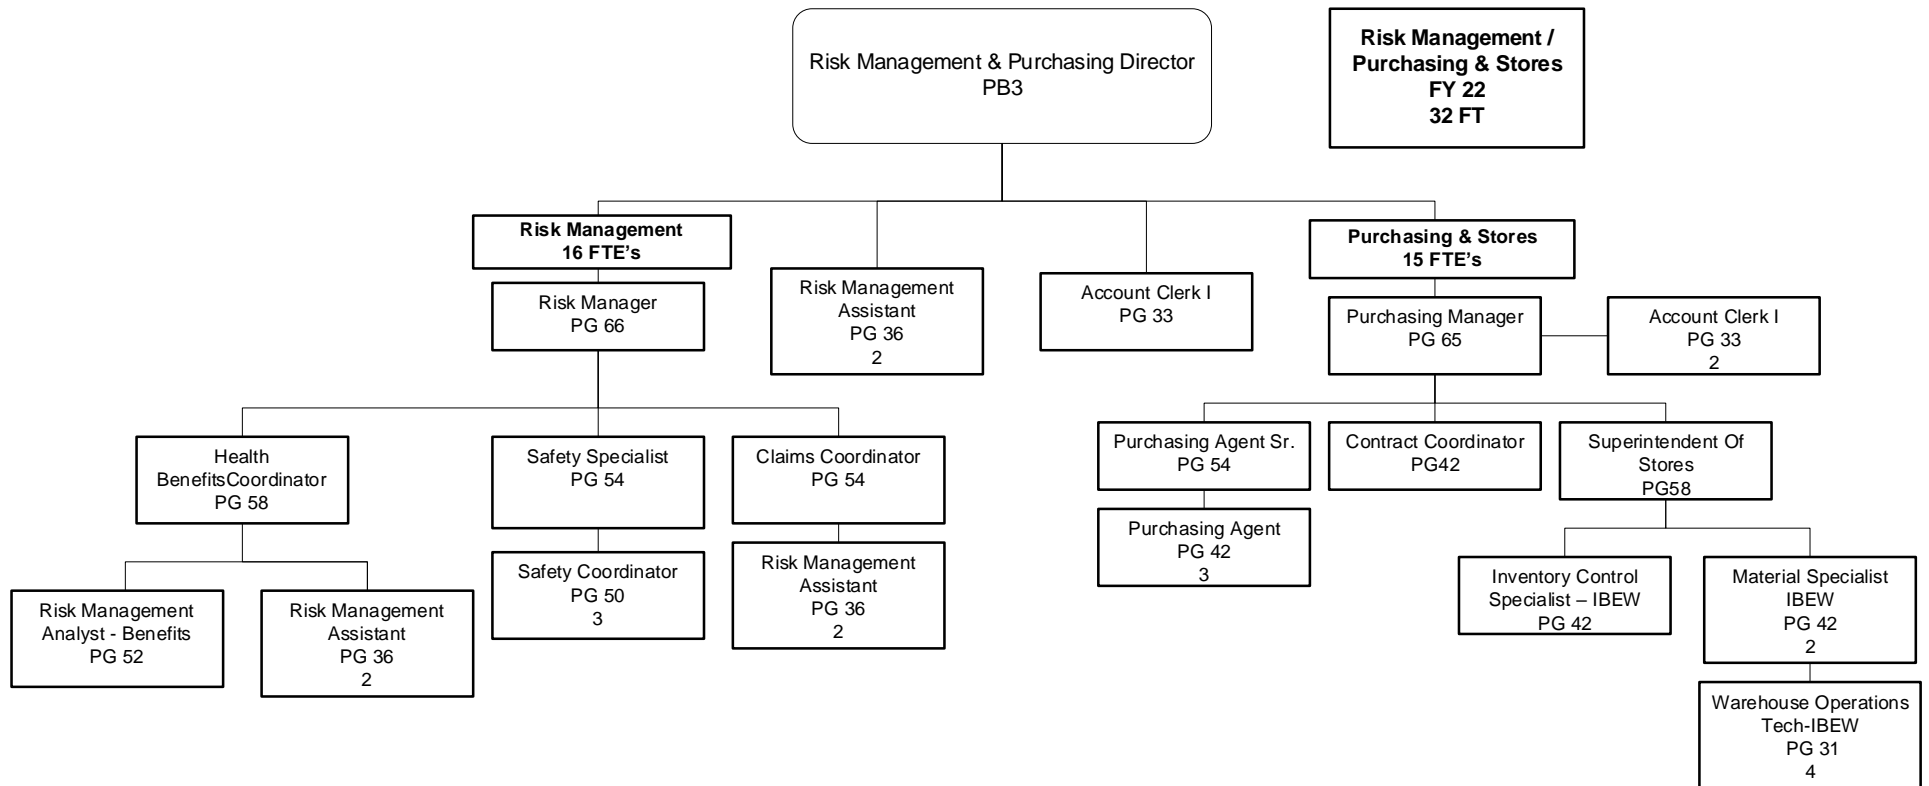 Risk Management & Purchasing Director
PB3
Risk Management /
Purchasing & Stores
FY 22
32 FT
Risk Management
16 FTE’s
Purchasing & Stores
15 FTE’s
Risk Manager
PG 66
Risk Management
Assistant
PG 36
2
Account Clerk I
PG 33
Purchasing Manager
PG 65
Account Clerk I
PG 33
2
Health
BenefitsCoordinator
PG 58
Safety Specialist
PG 54
Claims Coordinator
PG 54
Purchasing Agent Sr.
PG 54
Contract Coordinator
PG42
Superintendent Of
Stores
PG58
Risk Management
Analyst - Benefits
PG 52
Risk Management
Assistant
PG 36
2
Safety Coordinator
PG 50
3
Risk Management
Assistant
PG 36
2
Purchasing Agent
PG 42
3
Inventory Control
Specialist – IBEW
PG 42
Material Specialist
IBEW
PG 42
2
Warehouse Operations
Tech-IBEW
PG 31
4